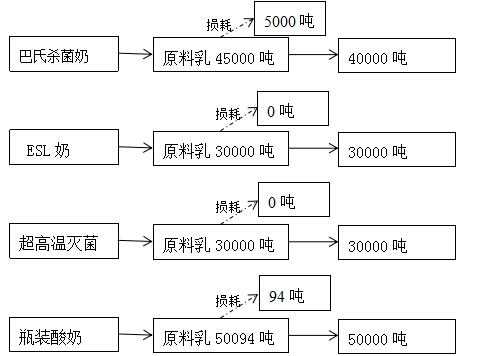 损耗
5000 吨
巴氏杀菌奶
原料乳 45000 吨
40000 吨
损耗
0 吨
ESL 奶
原料乳 30000 吨
30000 吨
损耗
0 吨
超高温灭菌
原料乳 30000 吨
30000 吨
损耗
94 吨
瓶装酸奶
原料乳 50094 吨
50000 吨